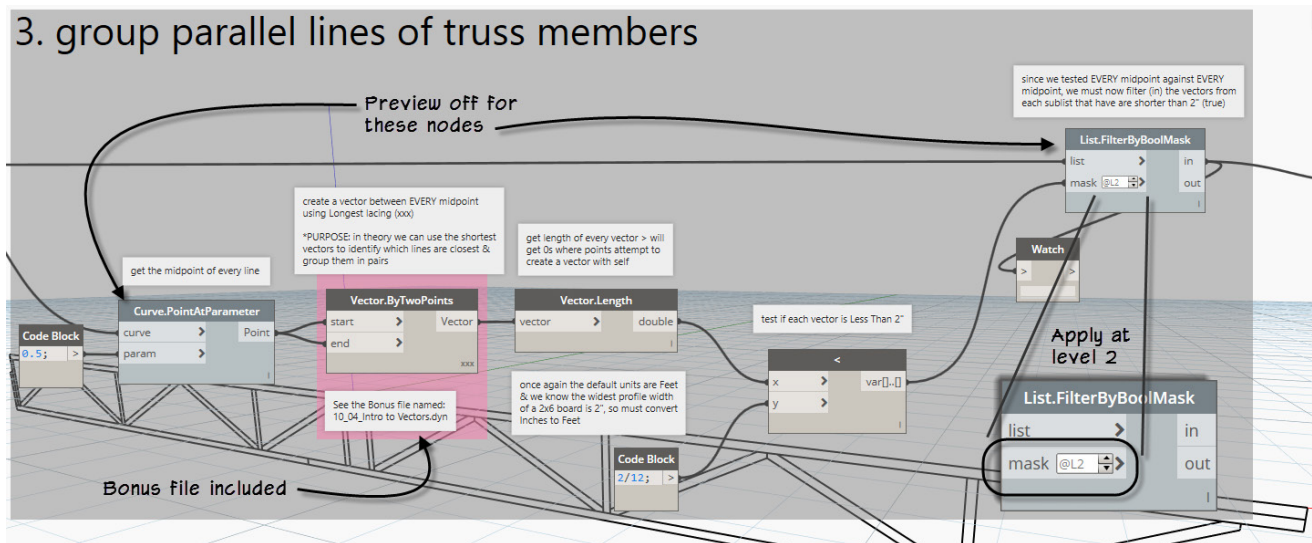 3. group parallel lines of truss members
Preview off for
these nodes
since we tested EVERY midpoint against EVERY
midpoint, we must now filter (in) the vectors from
each sublist that have are shorter than 2" (true)
List.FilterByBoolMask
list > in
mask @L2 > out
l
create a vector between EVERY midpoint
using Longest lacing (xxx)
*PURPOSE: in theory we can use the shortest
vectors to identify which lines are closest &
group them in pairs
get length of every vector > will
get 0s where points attempt to
create a vector with self
Watch
> >
get the midpoint of every line
Curve.PointAtParameter
curve > Point
param >
l
Code Block
0.5; >
Vector.ByTwoPoints
start > Vector
end >
xxx
Vector.Length
vector > double
l
test if each vector is Less Than 2"
<
x > var[]..[]
y >
l
Apply at
level 2
See the Bonus file named:
10_04_Intro to Vectors.dyn
once again the default units are Feet
& we know the widest profile width
of a 2x6 board is 2", so must convert
Inches to Feet
Code Block
2/12; >
List.FilterByBoolMask
list > in
mask @L2 > out
l
Bonus file included